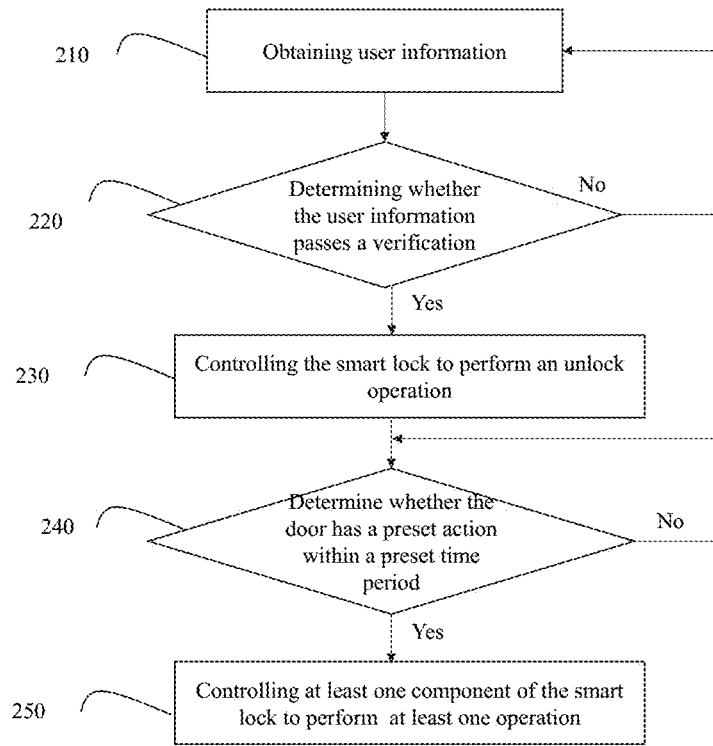 210
Obtaining user information
220
Determining whether
the user information
passes a verification
No
Yes
230
Controlling the smart lock to perform an unlock
operation
240
Determine whether the
door has a preset action
within a preset time
period
No
Yes
250
Controlling at least one component of the smart
lock to perform at least one operation